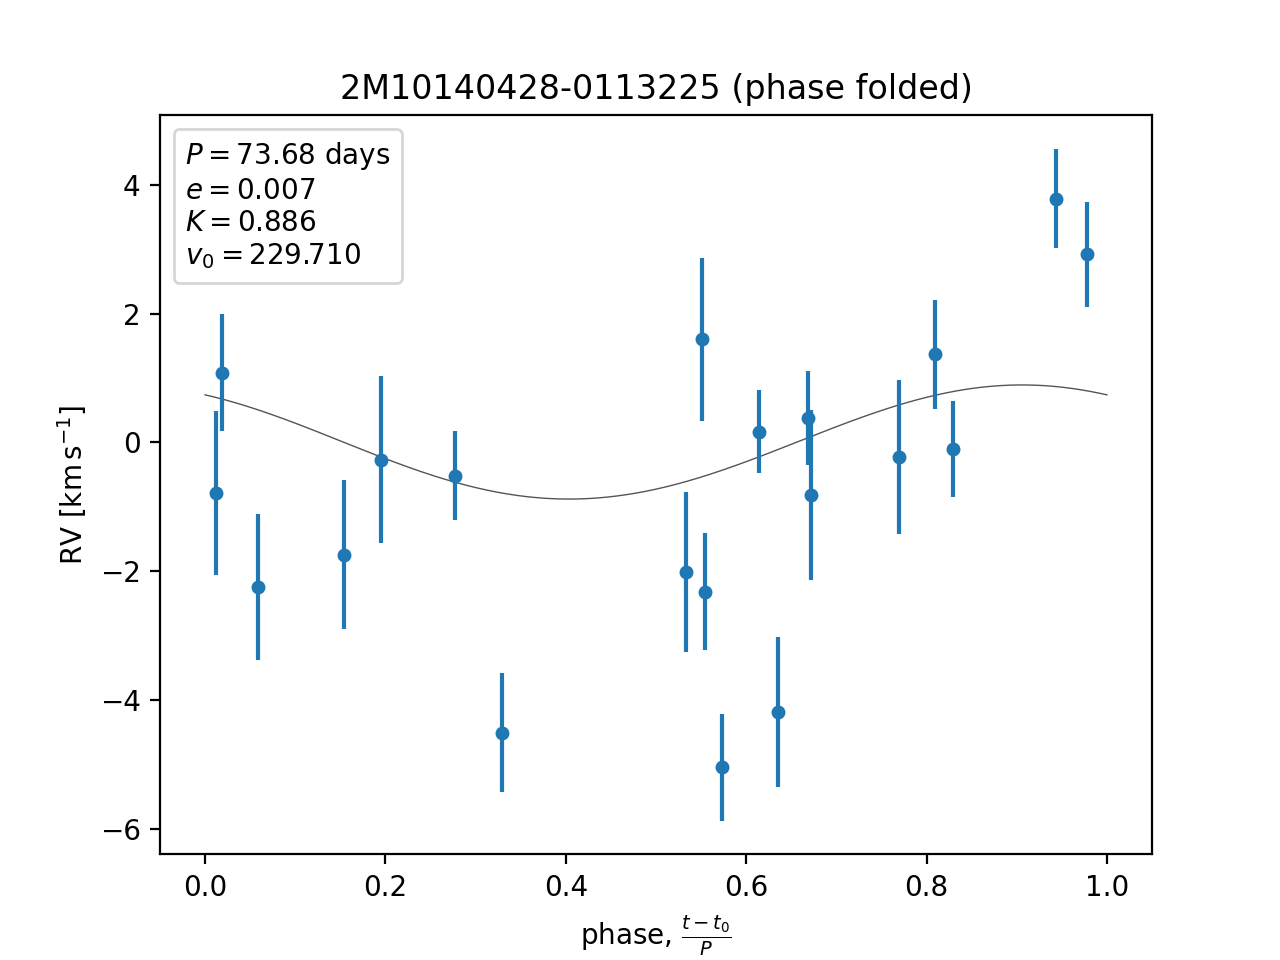 2M10140428-0113225 (phase folded)
P = 73.68 days
e = 0.007
K = 0.886
v₀ = 229.710
4
2
0
−2
−4
−6
RV [km s⁻¹]
0.0 0.2 0.4 0.6 0.8 1.0
phase, (t − t₀)/P